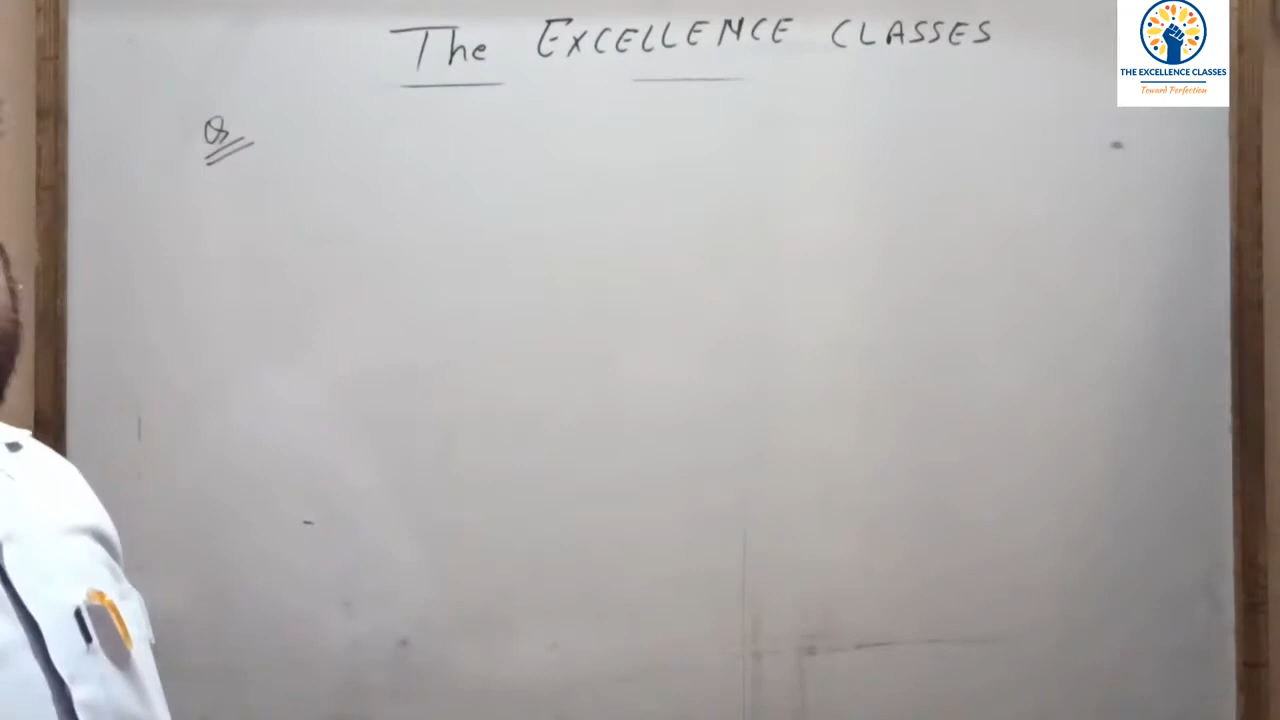 The EXCELLENCE CLASSES
THE EXCELLENCE CLASSES
Toward Perfection
Q